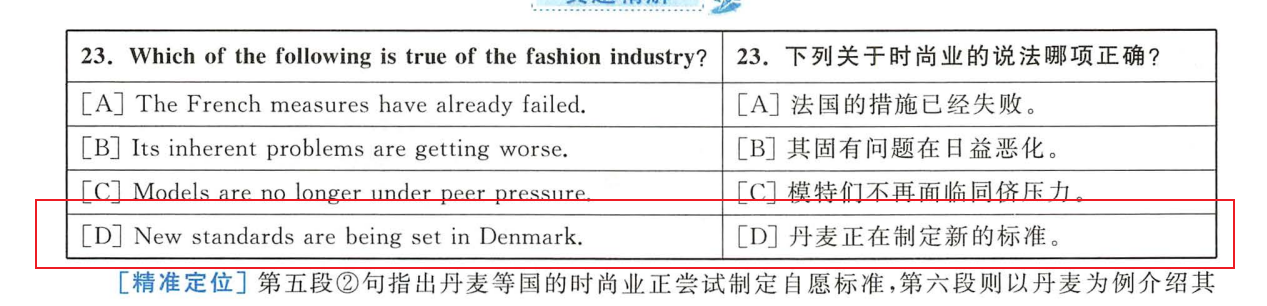 23. Which of the following is true of the fashion industry?
23. 下列关于时尚业的说法哪项正确?
[A] The French measures have already failed.
[A] 法国的措施已经失败。
[B] Its inherent problems are getting worse.
[B] 其固有问题在日益恶化。
[C] Models are no longer under peer pressure.
[C] 模特们不再面临同侪压力。
[D] New standards are being set in Denmark.
[D] 丹麦正在制定新的标准。
[精准定位] 第五段②句指出丹麦等国的时尚业正尝试制定自愿标准,第六段则以丹麦为例介绍其